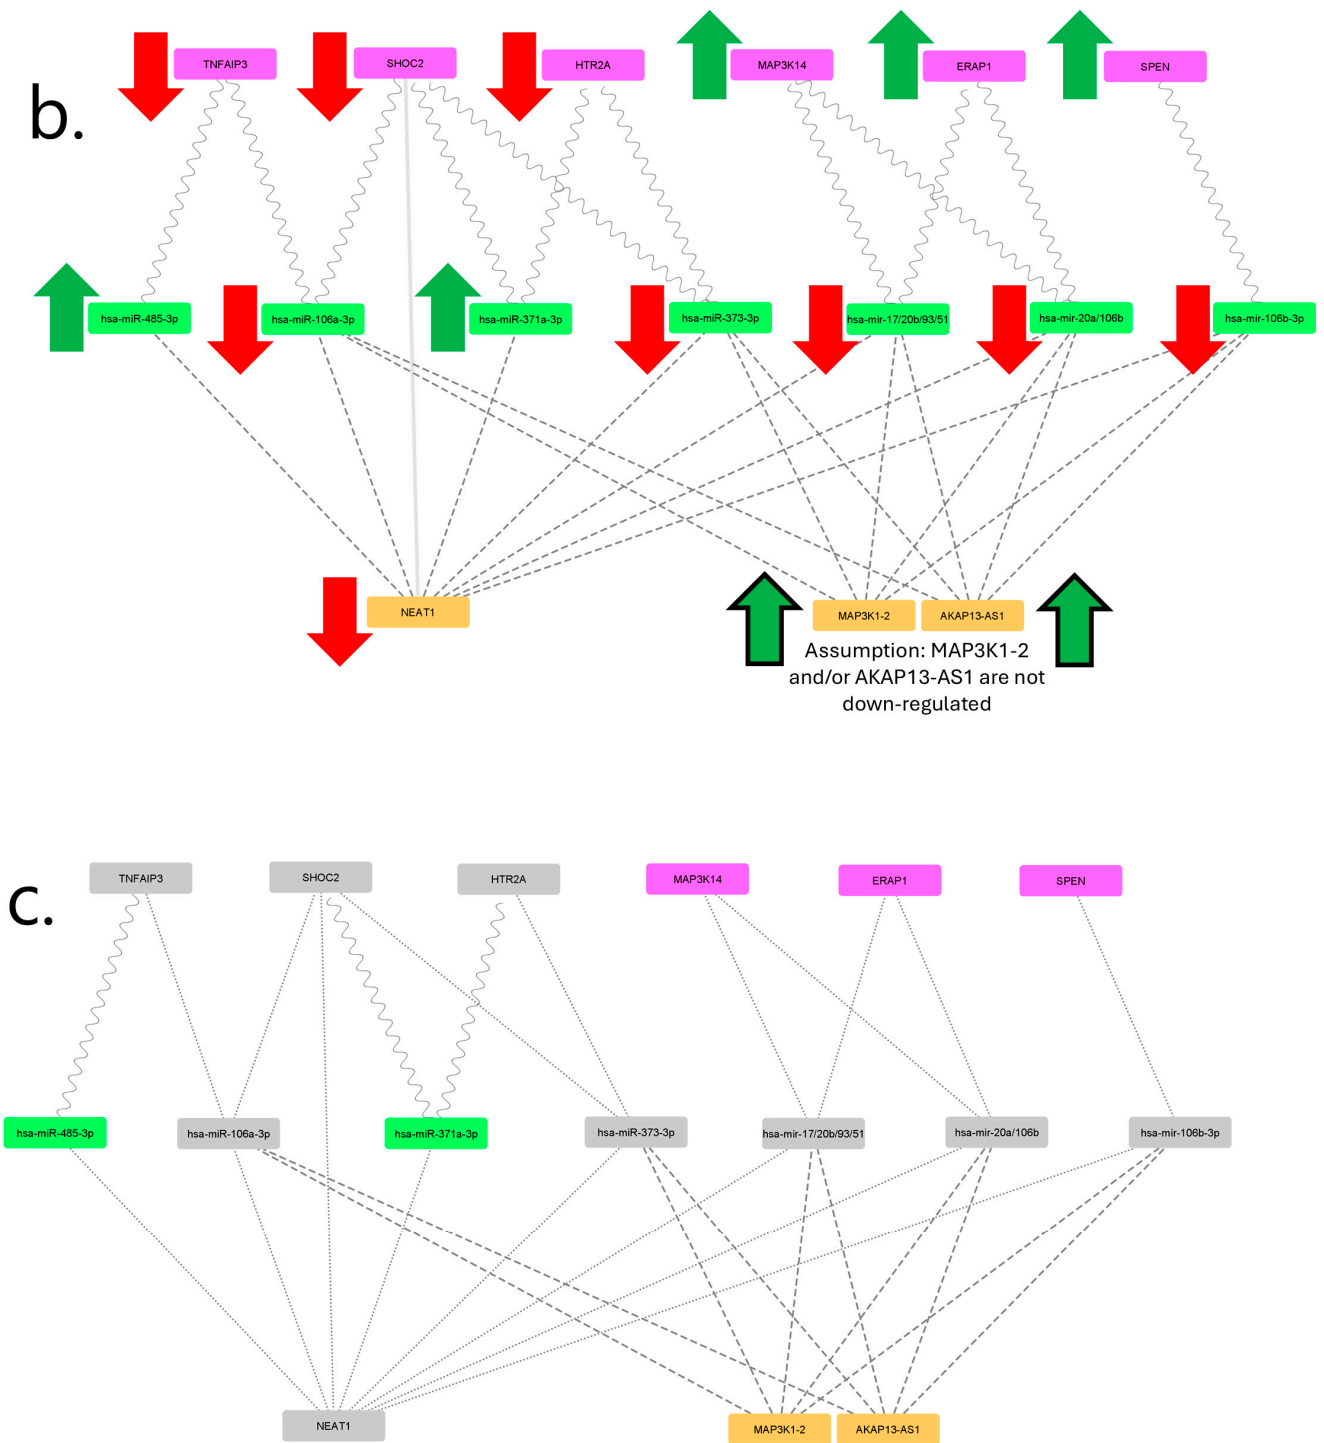 b.
TNFAIP3
SHOC2
HTR2A
MAP3K14
ERAP1
SPEN
hsa-miR-485-3p
hsa-miR-106a-3p
hsa-miR-371a-3p
hsa-miR-373-3p
hsa-mir-17/20b/93/51
hsa-mir-20a/106b
hsa-mir-106b-3p
NEAT1
MAP3K1-2
AKAP13-AS1
Assumption: MAP3K1-2
and/or AKAP13-AS1 are not
down-regulated
c.
TNFAIP3
SHOC2
HTR2A
MAP3K14
ERAP1
SPEN
hsa-miR-485-3p
hsa-miR-106a-3p
hsa-miR-371a-3p
hsa-miR-373-3p
hsa-mir-17/20b/93/51
hsa-mir-20a/106b
hsa-mir-106b-3p
NEAT1
MAP3K1-2
AKAP13-AS1